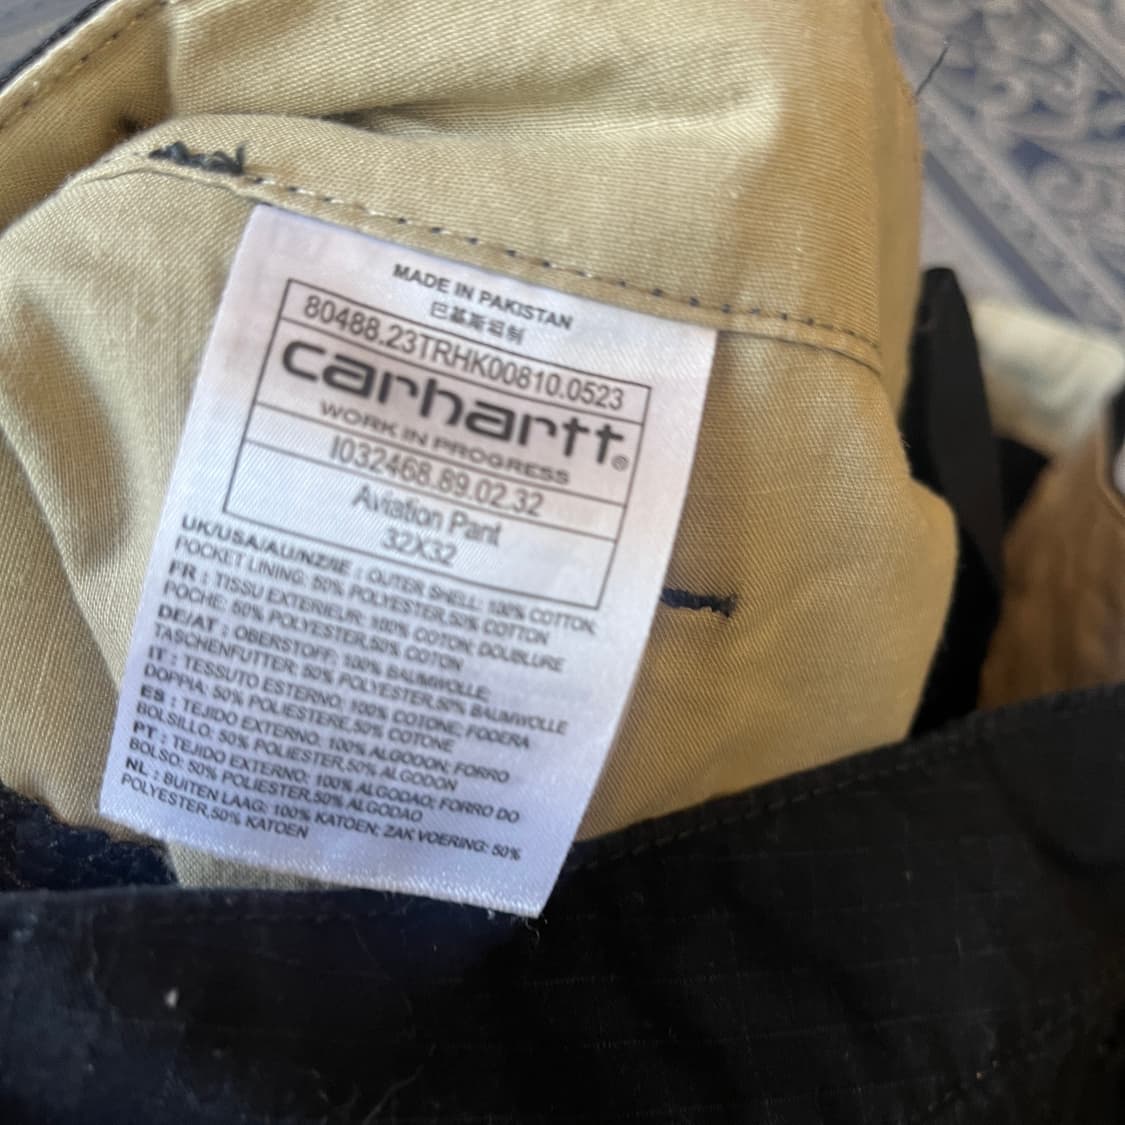 MADE IN PAKISTAN
巴基斯坦制
80488.23TRHK00810.0523
carhartt®
WORK IN PROGRESS
I032468.89.02.32
Aviation Pant
32X32
UK/USA/AU/NZ/IE : OUTER SHELL: 100% COTTON,
POCKET LINING: 50% POLYESTER,50% COTTON
FR : TISSU EXTERIEUR: 100% COTON; DOUBLURE
POCHE: 50% POLYESTER,50% COTON
DE/AT : OBERSTOFF: 100% BAUMWOLLE;
TASCHENFUTTER: 50% POLYESTER,50% BAUMWOLLE
IT : TESSUTO ESTERNO: 100% COTONE; FODERA
DOPPIA: 50% POLIESTERE,50% COTONE
ES : TEJIDO EXTERNO: 100% ALGODON; FORRO
BOLSILLO: 50% POLIESTER,50% ALGODON
PT : TEJIDO EXTERNO: 100% ALGODAO; FORRO DO
BOLSO: 50% POLIESTER,50% ALGODAO
NL : BUITEN LAAG: 100% KATOEN; ZAK VOERING: 50%
POLYESTER,50% KATOEN